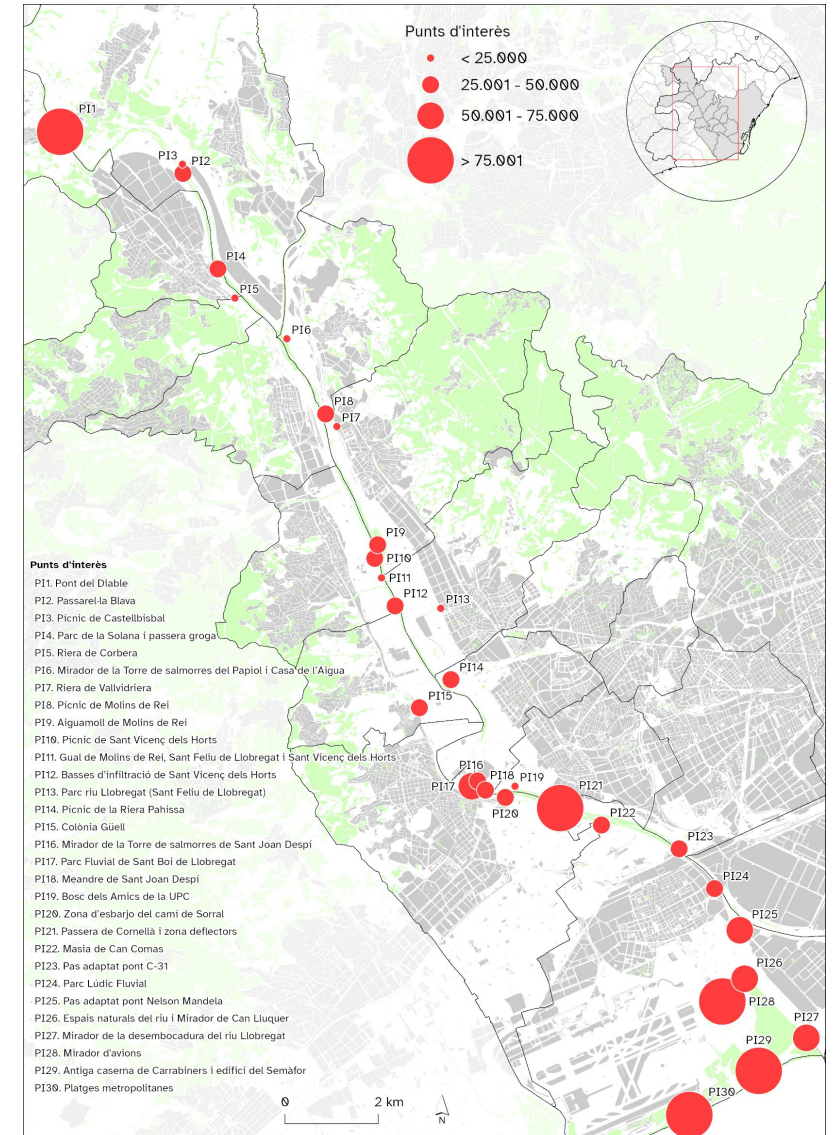 Punts d'interès
< 25.000
25.001 - 50.000
50.001 - 75.000
> 75.001
PI1
PI3
PI2
PI4
PI5
PI6
PI8
PI7
PI9
PI10
PI11
PI12
PI13
PI14
PI15
PI16
PI17
PI18
PI19
PI20
PI21
PI22
PI23
PI24
PI25
PI26
PI28
PI27
PI29
PI30
Punts d'interès
PI1. Pont del Diable
PI2. Passarel·la Blava
PI3. Pícnic de Castellbisbal
PI4. Parc de la Solana i passera groga
PI5. Riera de Corbera
PI6. Mirador de la Torre de salmorres del Papiol i Casa de l'Aigua
PI7. Riera de Vallvidriera
PI8. Pícnic de Molins de Rei
PI9. Aiguamoll de Molins de Rei
PI10. Pícnic de Sant Vicenç dels Horts
PI11. Gual de Molins de Rei, Sant Feliu de Llobregat i Sant Vicenç dels Horts
PI12. Basses d'infiltració de Sant Vicenç dels Horts
PI13. Parc riu Llobregat (Sant Feliu de Llobregat)
PI14. Pícnic de la Riera Pahissa
PI15. Colònia Güell
PI16. Mirador de la Torre de salmorres de Sant Joan Despí
PI17. Parc Fluvial de Sant Boi de Llobregat
PI18. Meandre de Sant Joan Despí
PI19. Bosc dels Amics de la UPC
PI20. Zona d'esbarjo del camí de Sorral
PI21. Passera de Cornellà i zona deflectors
PI22. Masia de Can Comas
PI23. Pas adaptat pont C-31
PI24. Parc Lúdic Fluvial
PI25. Pas adaptat pont Nelson Mandela
PI26. Espais naturals del riu i Mirador de Can Lluquer
PI27. Mirador de la desembocadura del riu Llobregat
PI28. Mirador d'avions
PI29. Antiga caserna de Carrabiners i edifici del Semàfor
PI30. Platges metropolitanes
0 2 km
N